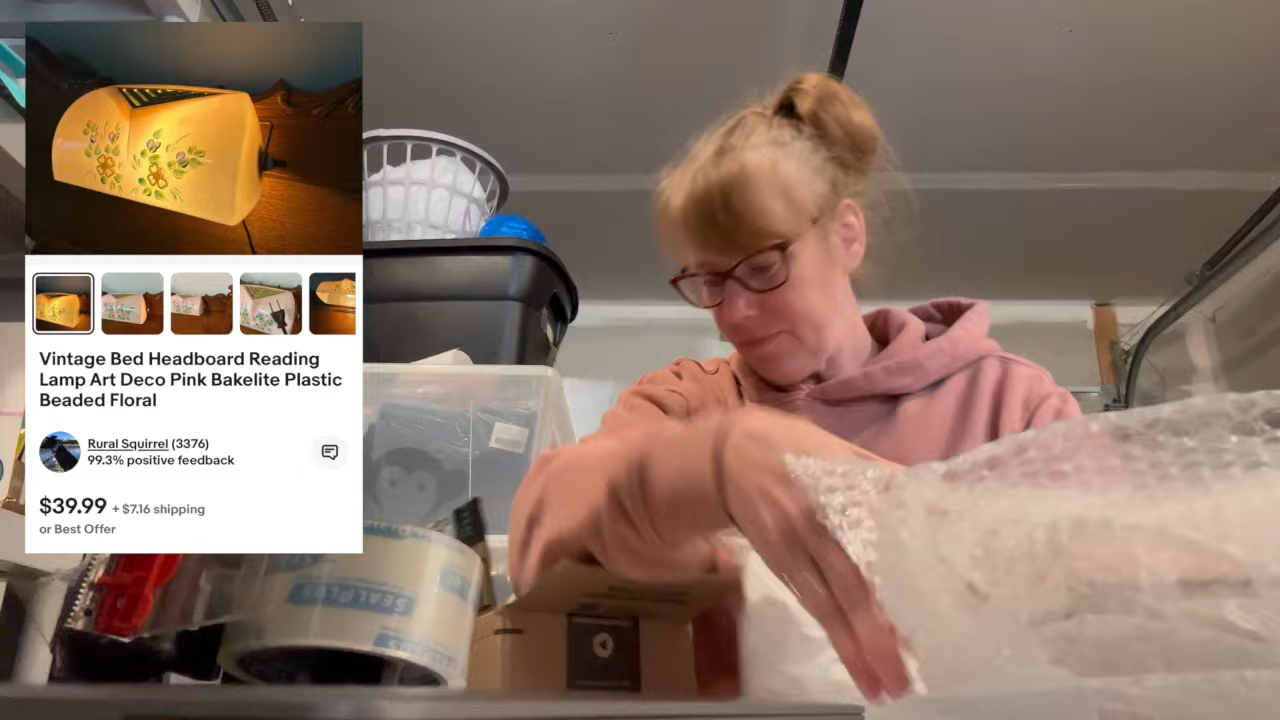 Vintage Bed Headboard Reading
Lamp Art Deco Pink Bakelite Plastic
Beaded Floral
Rural Squirrel (3376)
99.3% positive feedback
$39.99 + $7.16 shipping
or Best Offer
SEALPLUS